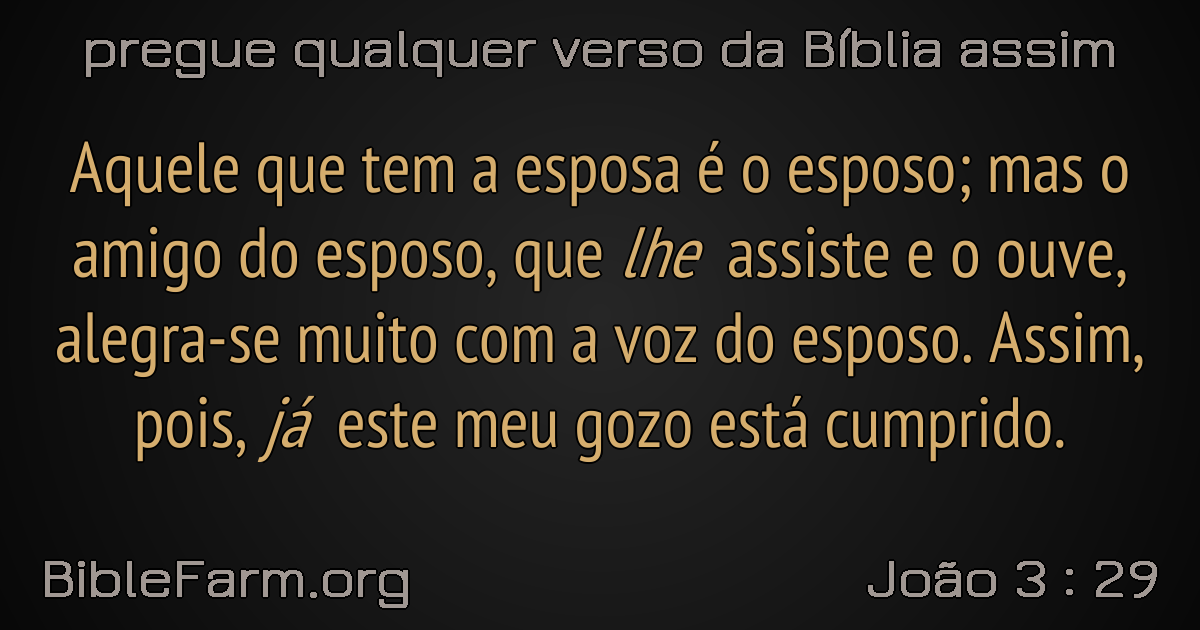 pregue qualquer verso da Bíblia assim
Aquele que tem a esposa é o esposo; mas o
amigo do esposo, que lhe assiste e o ouve,
alegra-se muito com a voz do esposo. Assim,
pois, já este meu gozo está cumprido.
BibleFarm.org
João 3 : 29